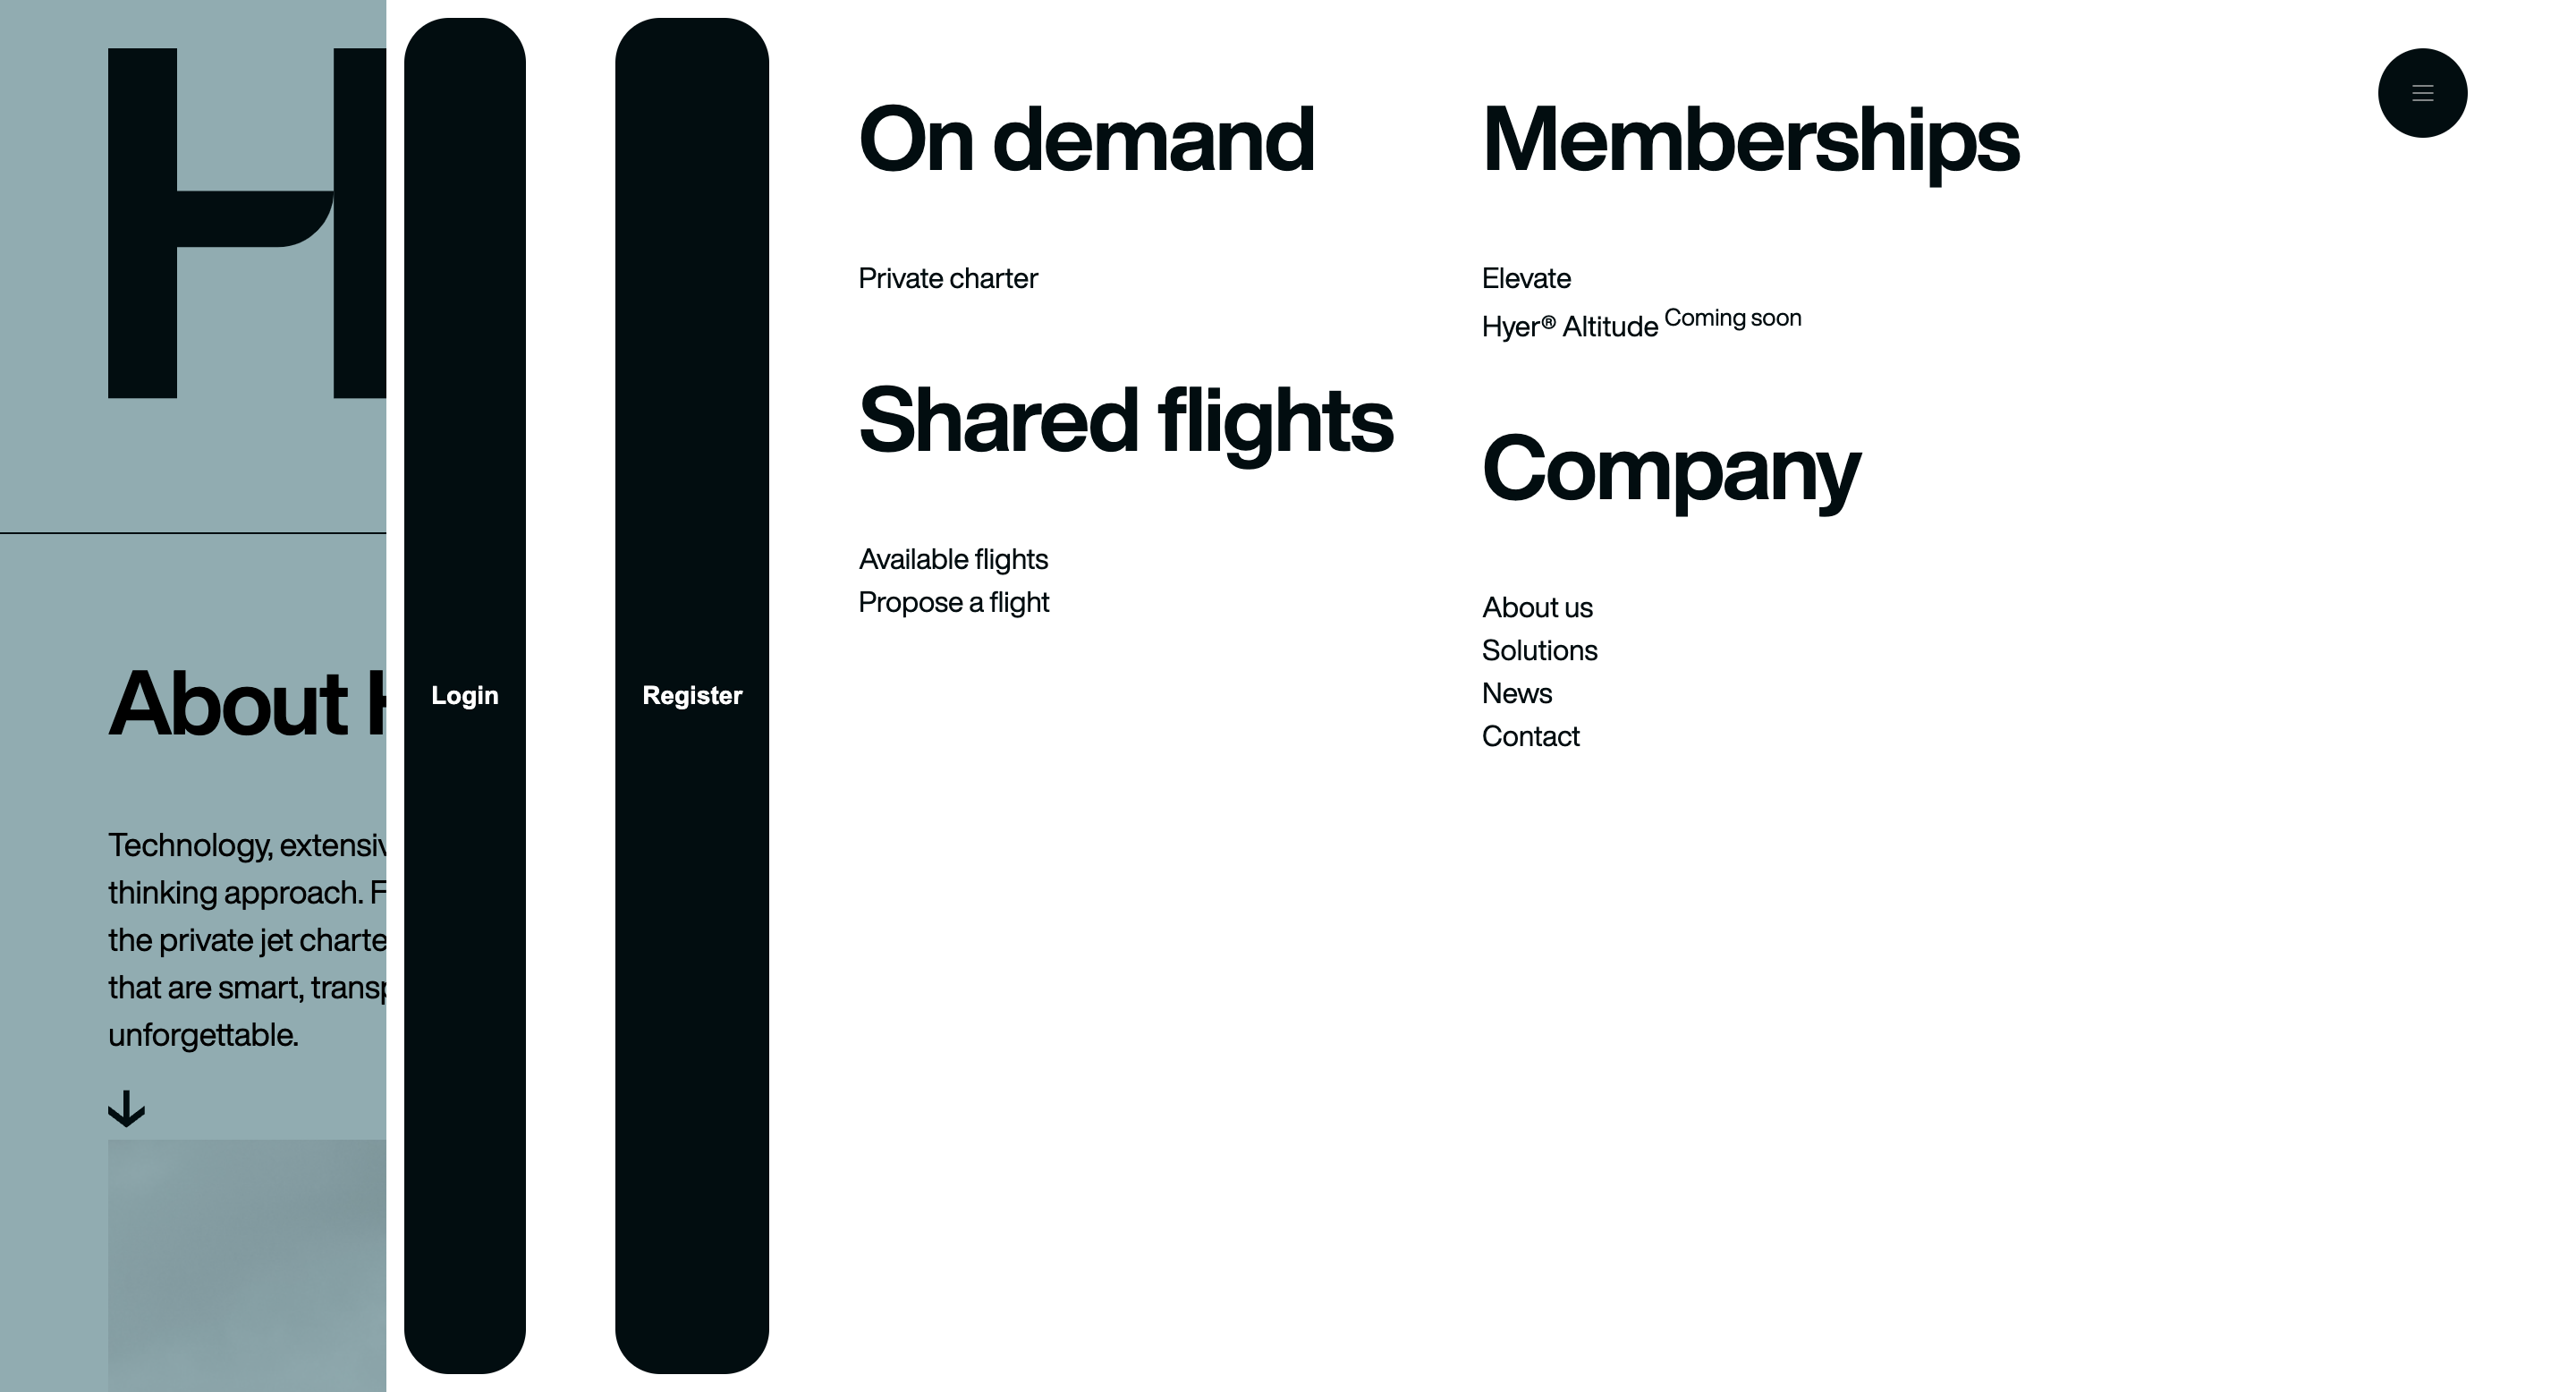 H
About
Technology, extensiv
thinking approach. F
the private jet charte
that are smart, transp
unforgettable.
Login
Register
On demand
Private charter
Shared flights
Available flights
Propose a flight
Memberships
Elevate
Hyer® Altitude Coming soon
Company
About us
Solutions
News
Contact